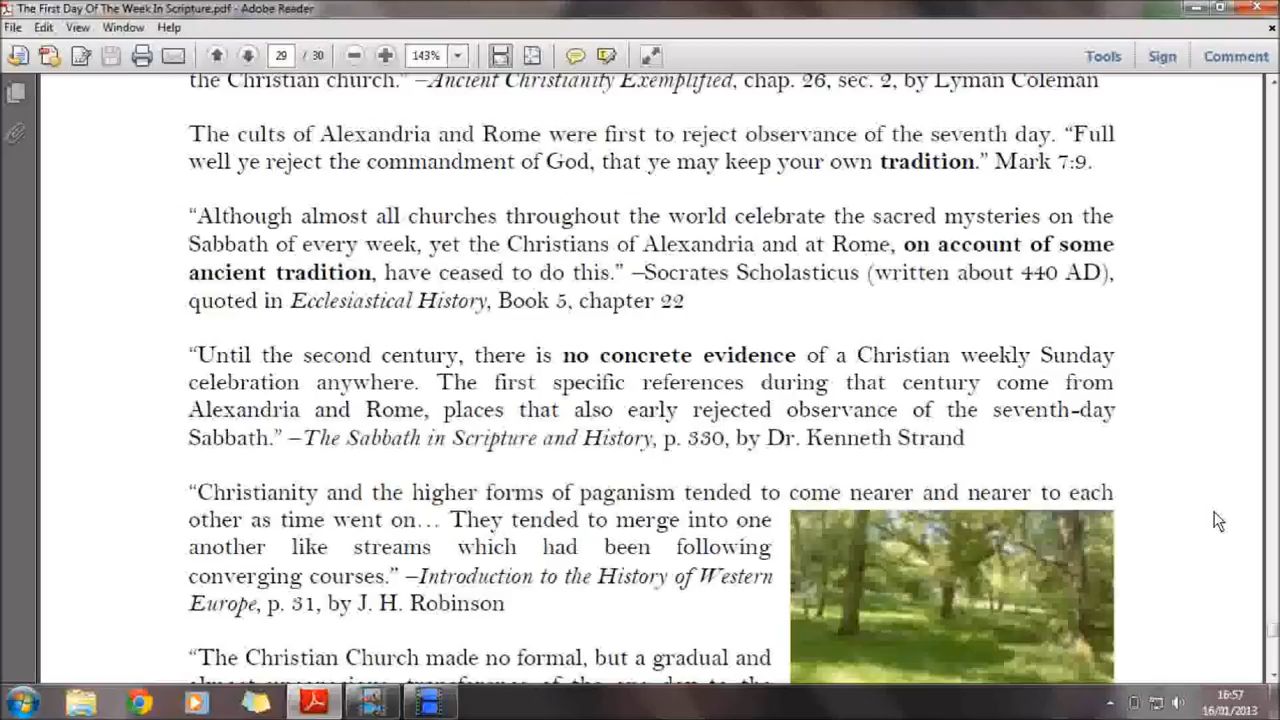 The First Day Of The Week In Scripture.pdf - Adobe Reader
File Edit View Window Help
29 / 30 143% Tools Sign Comment
the Christian church.” –Ancient Christianity Exemplified, chap. 26, sec. 2, by Lyman Coleman
The cults of Alexandria and Rome were first to reject observance of the seventh day. “Full
well ye reject the commandment of God, that ye may keep your own tradition.” Mark 7:9.
“Although almost all churches throughout the world celebrate the sacred mysteries on the
Sabbath of every week, yet the Christians of Alexandria and at Rome, on account of some
ancient tradition, have ceased to do this.” –Socrates Scholasticus (written about 440 AD),
quoted in Ecclesiastical History, Book 5, chapter 22
“Until the second century, there is no concrete evidence of a Christian weekly Sunday
celebration anywhere. The first specific references during that century come from
Alexandria and Rome, places that also early rejected observance of the seventh-day
Sabbath.” –The Sabbath in Scripture and History, p. 330, by Dr. Kenneth Strand
“Christianity and the higher forms of paganism tended to come nearer and nearer to each
other as time went on… They tended to merge into one
another like streams which had been following
converging courses.” –Introduction to the History of Western
Europe, p. 31, by J. H. Robinson
“The Christian Church made no formal, but a gradual and
16:57
16/01/2013